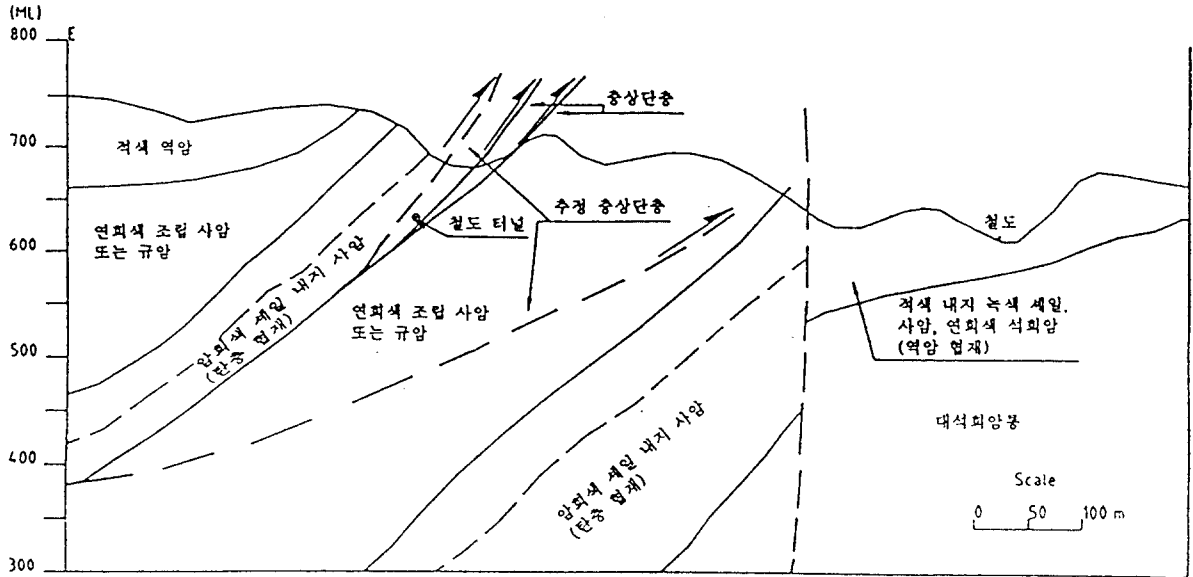 (ML)
800 E
700
600
500
400
300
충상단층
적색 역암
추정 충상단층
철도 터널
연회색 조립 사암
또는 규암
철도
암회색 셰일 내지 사암
(탄층 협재)
연회색 조립 사암
또는 규암
적색 내지 녹색 셰일,
사암, 연회색 석회암
(역암 협재)
암회색 셰일 내지 사암
(탄층 협재)
대석회암통
Scale
0 50 100 m